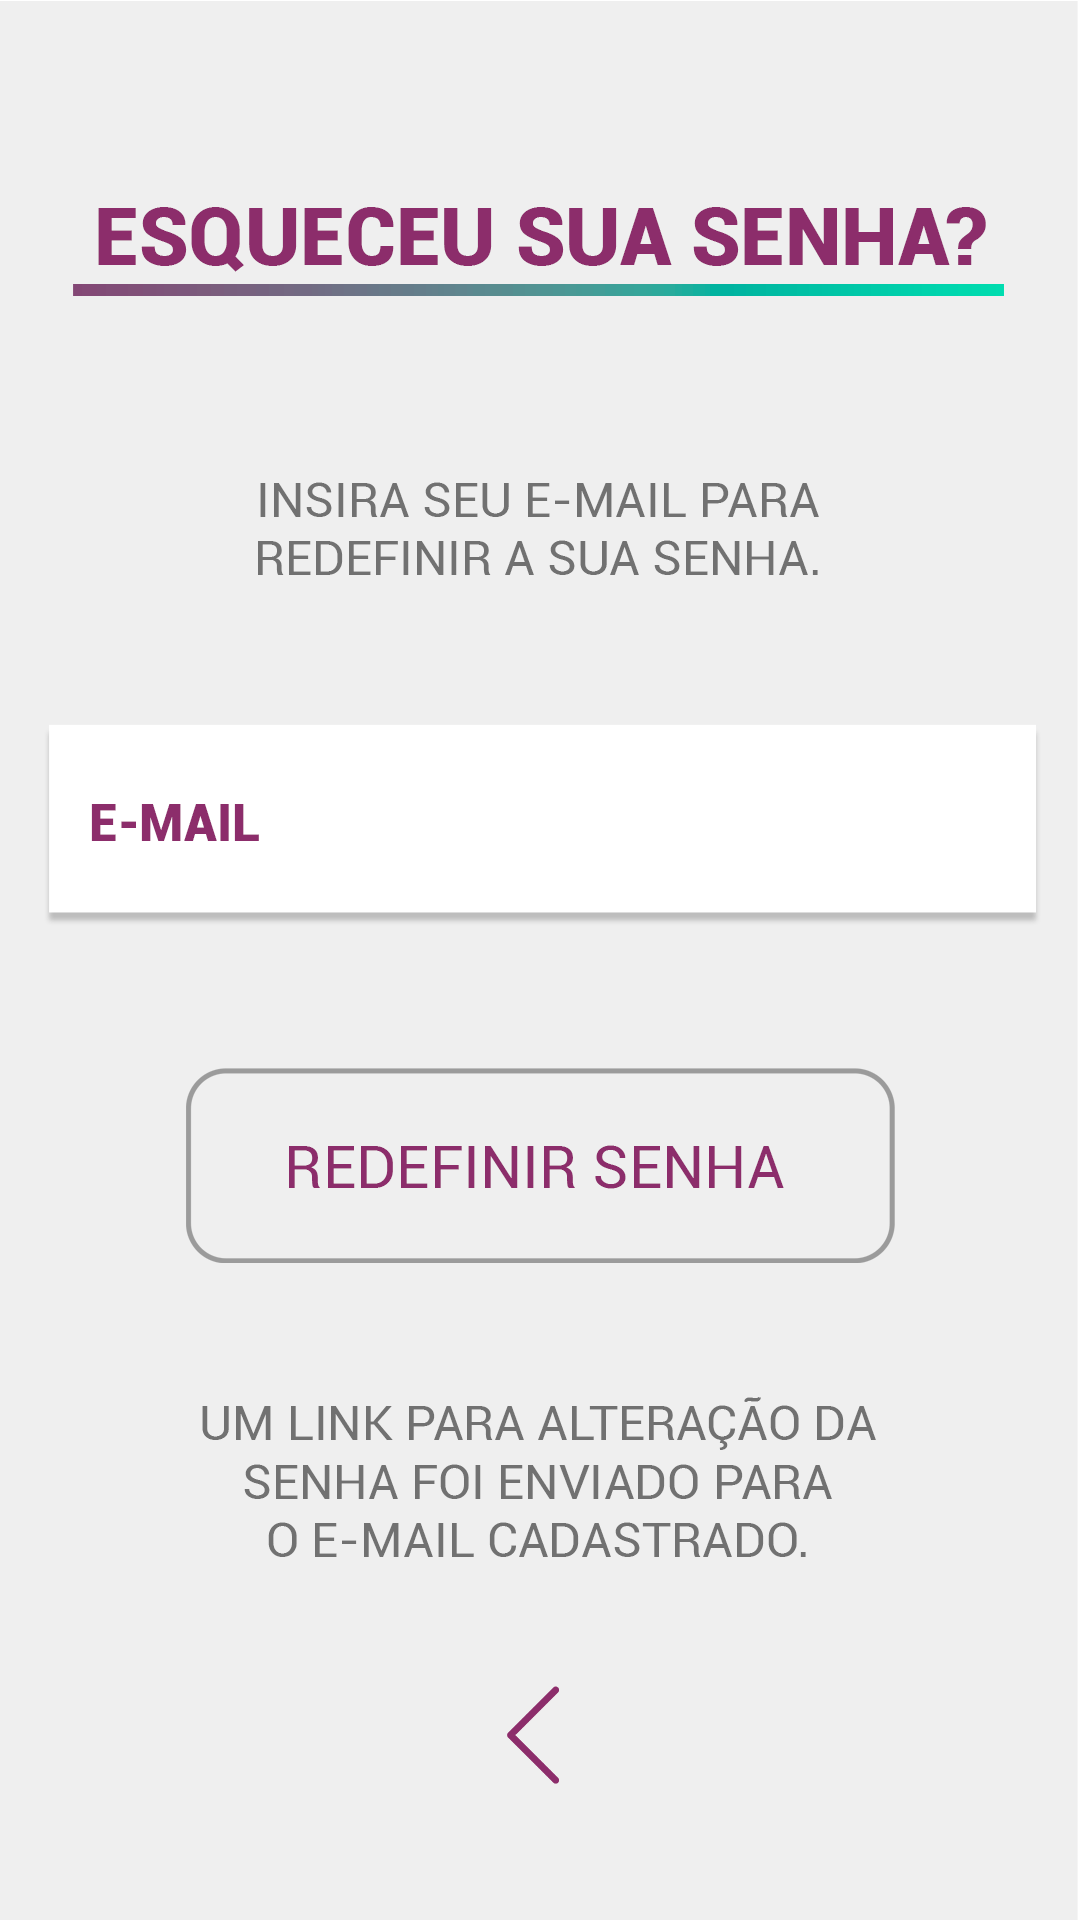 ESQUECEU SUA SENHA?
INSIRA SEU E-MAIL PARA
REDEFINIR A SUA SENHA.
E-MAIL
REDEFINIR SENHA
UM LINK PARA ALTERAÇÃO DA
SENHA FOI ENVIADO PARA
O E-MAIL CADASTRADO.